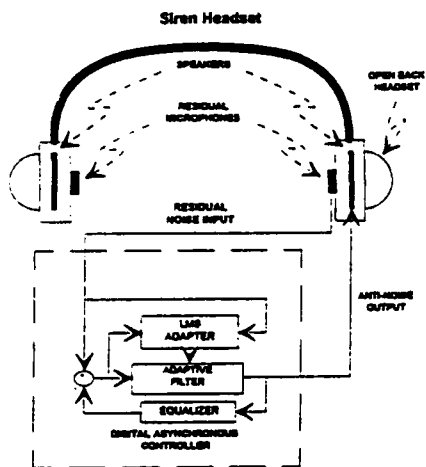 Siren Headset
SPEAKERS
OPEN BACK
HEADSET
RESIDUAL
MICROPHONES
RESIDUAL
NOISE INPUT
ANTI-NOISE
OUTPUT
LMS
ADAPTER
ADAPTIVE
FILTER
EQUALIZER
DIGITAL ASYNCHRONOUS
CONTROLLER